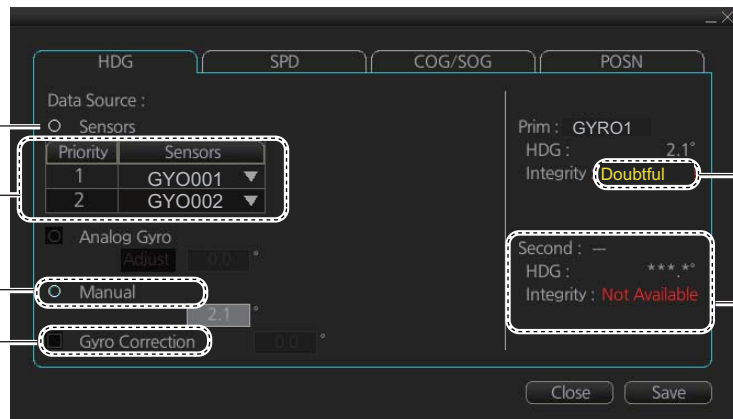 HDG SPD COG/SOG POSN
Data Source :
Sensors
Priority Sensors
1 GYO001
2 GYO002
Analog Gyro
Adjust 0.0 °
Manual
2.1 °
Gyro Correction 0.0 °
Prim : GYRO1
HDG : 2.1°
Integrity : Doubtful
Second : —
HDG : ***.*°
Integrity : Not Available
Close Save